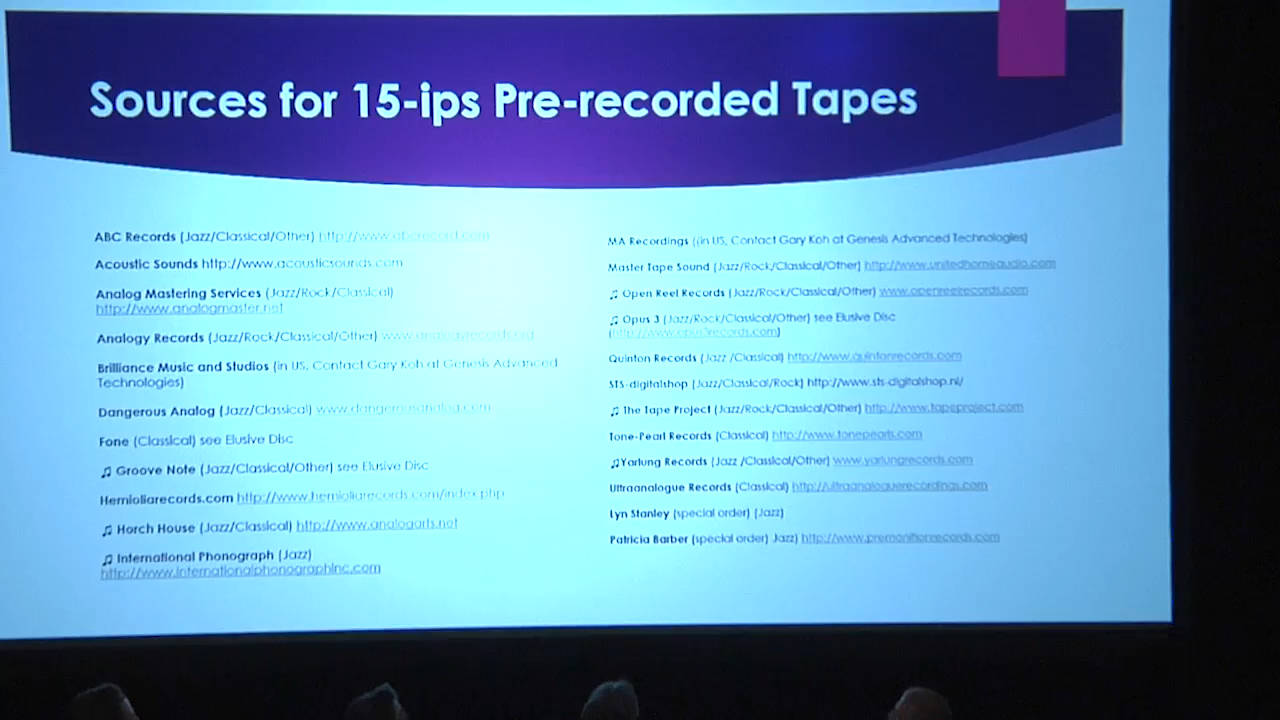 Sources for 15-ips Pre-recorded Tapes
ABC Records (Jazz/Classical/Other) http://www.abcrecord.com
Acoustic Sounds http://www.acousticsounds.com
Analog Mastering Services (Jazz/Rock/Classical)
http://www.analogmaster.net
Analogy Records (Jazz/Rock/Classical/Other) www.analogyrecords.org
Brilliance Music and Studios (in US, Contact Gary Koh at Genesis Advanced
Technologies)
Dangerous Analog (Jazz/Classical) www.dangerousanalog.com
Fone (Classical) see Elusive Disc
♫ Groove Note (Jazz/Classical/Other) see Elusive Disc
Hemioliarecords.com http://www.hemioliarecords.com/index.php
♫ Horch House (Jazz/Classical) http://www.analogarts.net
♫ International Phonograph (Jazz)
http://www.internationalphonographinc.com
MA Recordings ((in US, Contact Gary Koh at Genesis Advanced Technologies)
Master Tape Sound (Jazz/Rock/Classical/Other) http://www.unitedhomeaudio.com
♫ Open Reel Records (Jazz/Rock/Classical/Other) www.openreelrecords.com
♫ Opus 3 (Jazz/Rock/Classical/Other) see Elusive Disc
(http://www.opus3records.com)
Quinton Records (Jazz /Classical) http://www.quintonrecords.com
STS-digitalshop (Jazz/Classical/Rock) http://www.sts-digitalshop.nl/
♫ The Tape Project (Jazz/Rock/Classical/Other) http://www.tapeproject.com
Tone-Pearl Records (Classical) http://www.tonepearls.com
♫Yarlung Records (Jazz /Classical/Other) www.yarlungrecords.com
Ultraanalogue Records (Classical) http://ultraanaloguerecordings.com
Lyn Stanley (special order) (Jazz)
Patricia Barber (special order) Jazz) http://www.premonitionrecords.com